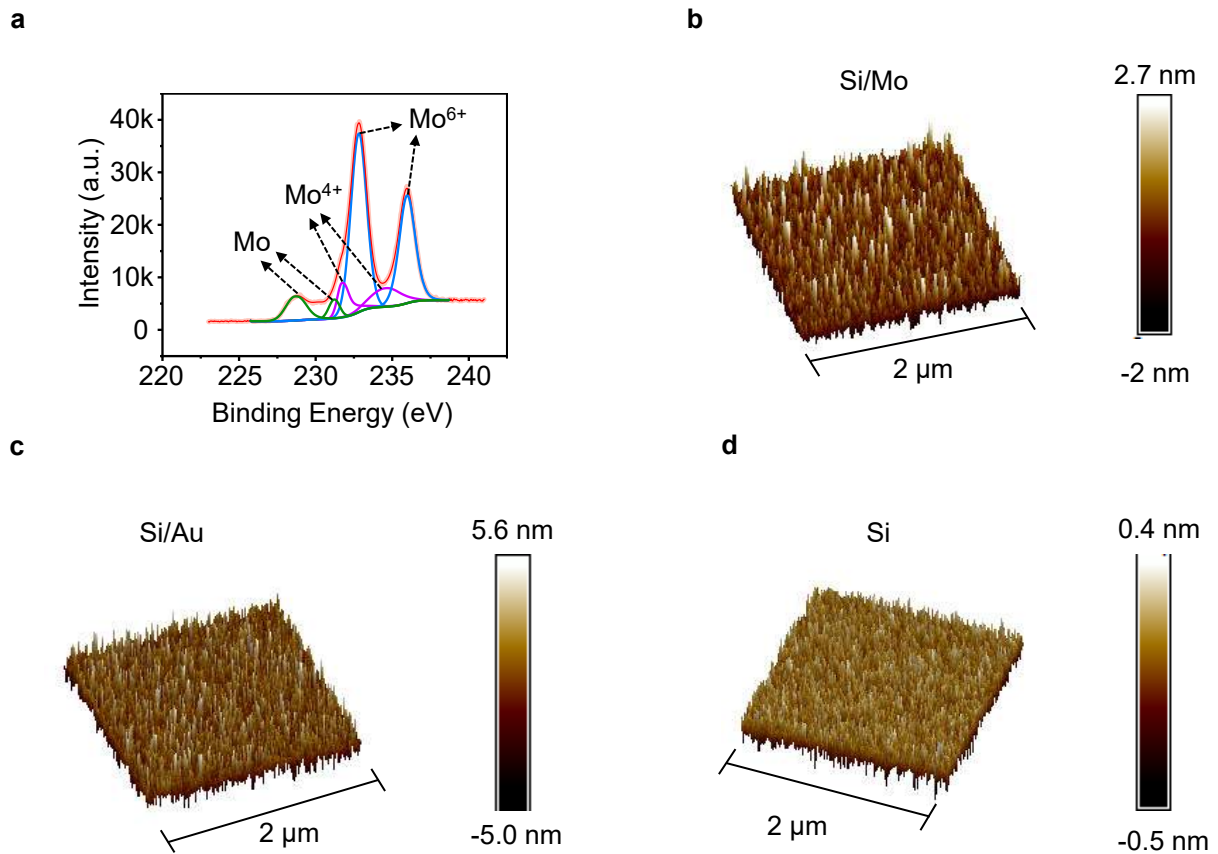 a
Intensity (a.u.)
40k
30k
20k
10k
0
Mo
Mo⁴⁺
Mo⁶⁺
220 225 230 235 240
Binding Energy (eV)
b
Si/Mo
2.7 nm
-2 nm
2 μm
c
Si/Au
5.6 nm
-5.0 nm
2 μm
d
Si
0.4 nm
-0.5 nm
2 μm